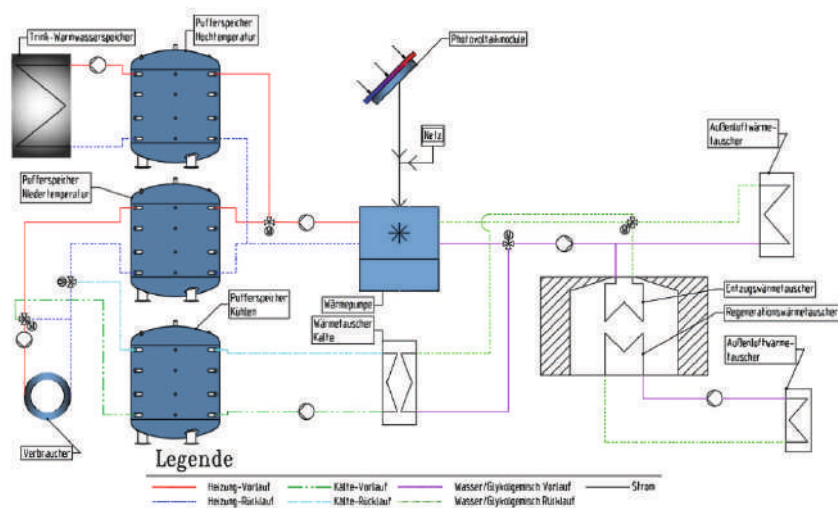 Trink-Warmwasserspeicher
Pufferspeicher
Hochtemperatur
Photovoltaikmodule
Netz
Außenluftwärme-
tauscher
Pufferspeicher
Niedertemperatur
Wärmepumpe
Pufferspeicher
Kühlen
Wärmetauscher
Kälte
Entzugswärmetauscher
Regenerationswärmetauscher
Außenluftwärme-
tauscher
Verbraucher
Legende
Heizung-Vorlauf
Kälte-Vorlauf
Wasser/Glykolgemisch Vorlauf
Strom
Heizung-Rücklauf
Kälte-Rücklauf
Wasser/Glykolgemisch Rücklauf